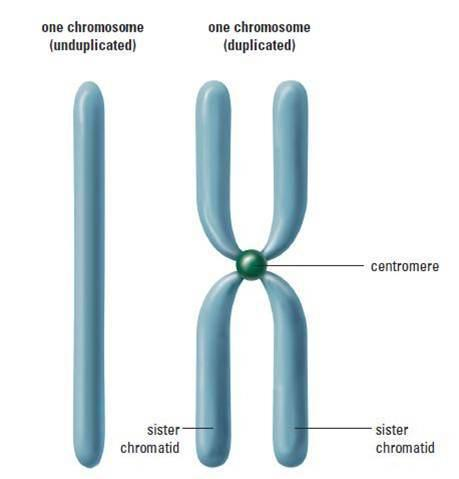 one chromosome
(unduplicated)
one chromosome
(duplicated)
centromere
sister
chromatid
sister
chromatid